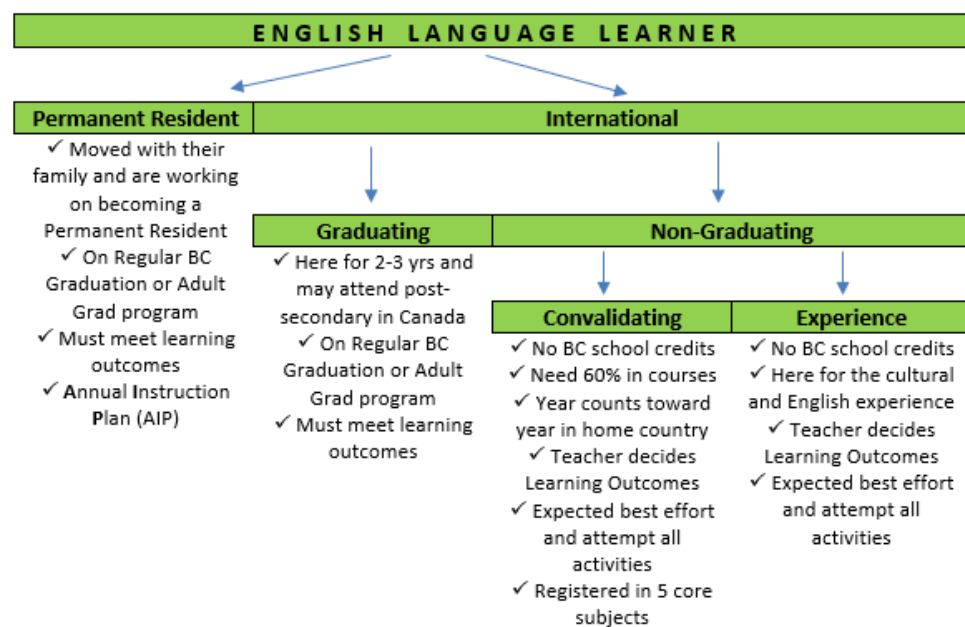 ENGLISH LANGUAGE LEARNER
Permanent Resident
International
✓ Moved with their
family and are working
on becoming a
Permanent Resident
✓ On Regular BC
Graduation or Adult
Grad program
✓ Must meet learning
outcomes
✓ Annual Instruction
Plan (AIP)
Graduating
Non-Graduating
✓ Here for 2-3 yrs and
may attend post-
secondary in Canada
✓ On Regular BC
Graduation or Adult
Grad program
✓ Must meet learning
outcomes
Convalidating
Experience
✓ No BC school credits
✓ Need 60% in courses
✓ Year counts toward
year in home country
✓ Teacher decides
Learning Outcomes
✓ Expected best effort
and attempt all
activities
✓ Registered in 5 core
subjects
✓ No BC school credits
✓ Here for the cultural
and English experience
✓ Teacher decides
Learning Outcomes
✓ Expected best effort
and attempt all
activities